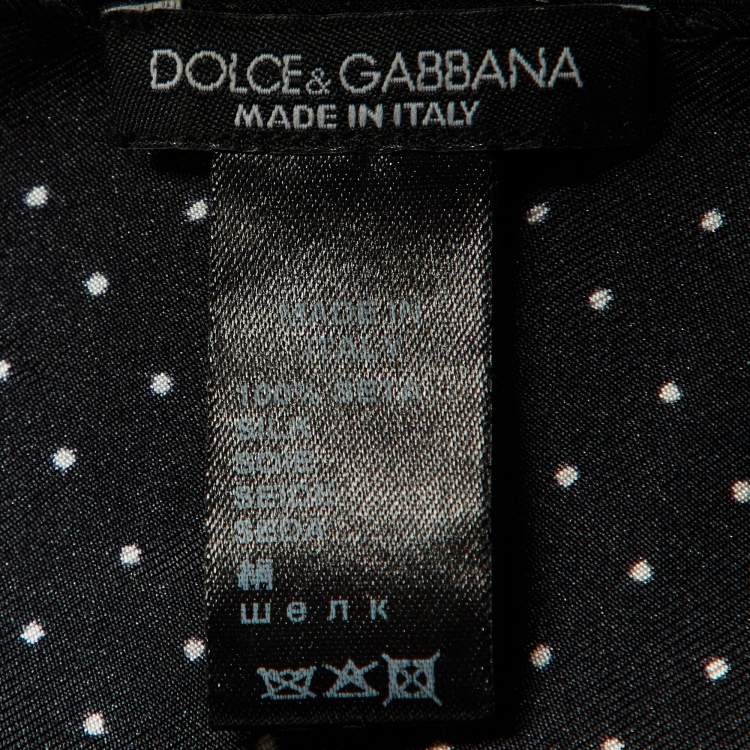 DOLCE & GABBANA
MADE IN ITALY
MADE IN
ITALY
100% SETA
SILK
SOIE
SEIDE
SEDA
шелк